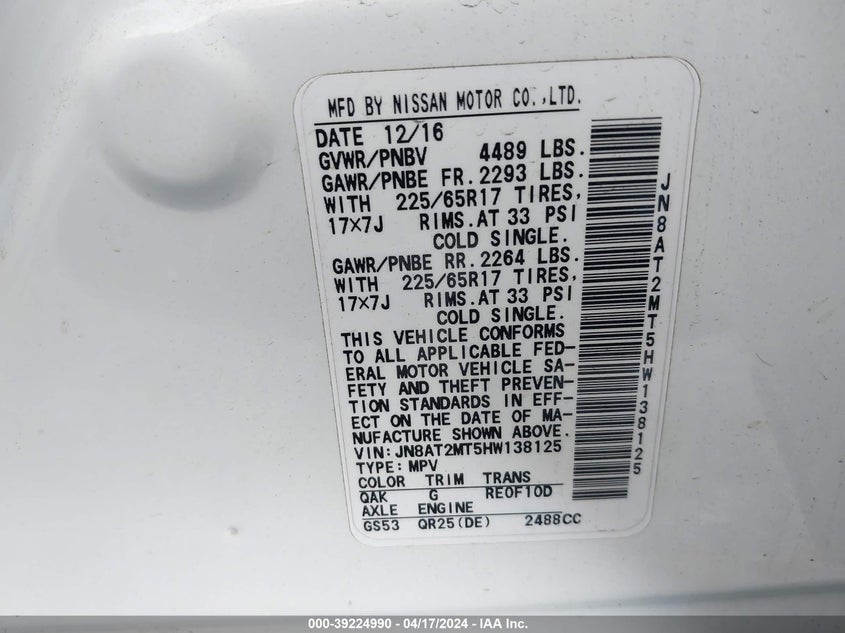 MFD BY NISSAN MOTOR CO.,LTD.
DATE 12/16
GVWR/PNBV 4489 LBS.
GAWR/PNBE FR. 2293 LBS.
WITH 225/65R17 TIRES,
17×7J RIMS. AT 33 PSI
COLD SINGLE.
GAWR/PNBE RR. 2264 LBS.
WITH 225/65R17 TIRES,
17×7J RIMS. AT 33 PSI
COLD SINGLE.
THIS VEHICLE CONFORMS
TO ALL APPLICABLE FED-
ERAL MOTOR VEHICLE SA-
FETY AND THEFT PREVEN-
TION STANDARDS IN EFF-
ECT ON THE DATE OF MA-
NUFACTURE SHOWN ABOVE.
VIN: JN8AT2MT5HW138125
TYPE: MPV
COLOR TRIM TRANS
QAK G RE0F10D
AXLE ENGINE
GS53 QR25(DE) 2488CC
JN8AT2MT5HW138125
000-39224990 - 04/17/2024 - IAA Inc.